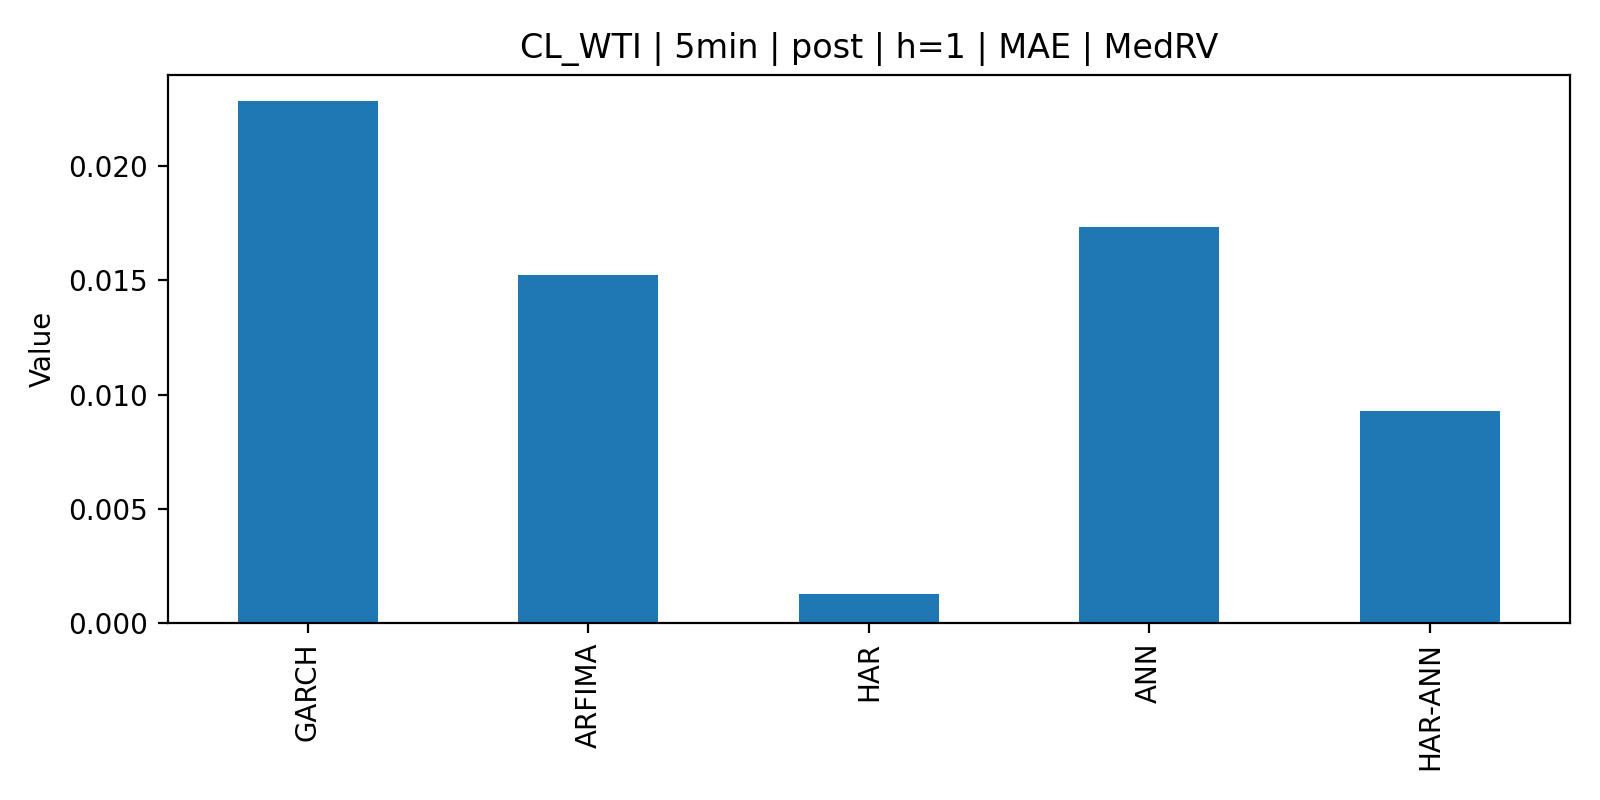 CL_WTI | 5min | post | h=1 | MAE | MedRV
Value
0.020
0.015
0.010
0.005
0.000
GARCH
ARFIMA
HAR
ANN
HAR-ANN